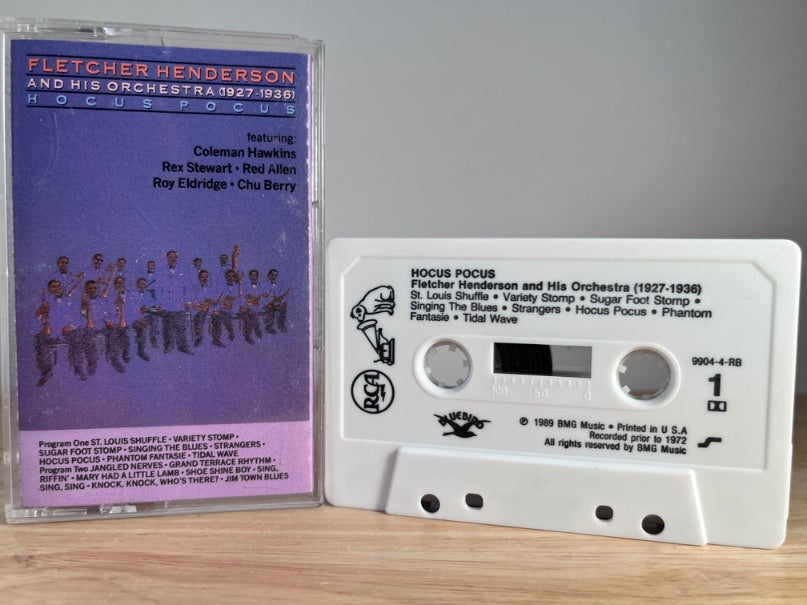 FLETCHER HENDERSON
AND HIS ORCHESTRA (1927-1936)
HOCUS POCUS
featuring:
Coleman Hawkins
Rex Stewart • Red Allen
Roy Eldridge • Chu Berry
Program One ST. LOUIS SHUFFLE • VARIETY STOMP •
SUGAR FOOT STOMP • SINGING THE BLUES • STRANGERS •
HOCUS POCUS • PHANTOM FANTASIE • TIDAL WAVE
Program Two JANGLED NERVES • GRAND TERRACE RHYTHM •
RIFFIN' • MARY HAD A LITTLE LAMB • SHOE SHINE BOY • SING,
SING, SING • KNOCK, KNOCK, WHO'S THERE? • JIM TOWN BLUES
HOCUS POCUS
Fletcher Henderson and His Orchestra (1927-1936)
St. Louis Shuffle • Variety Stomp • Sugar Foot Stomp •
Singing The Blues • Strangers • Hocus Pocus • Phantom
Fantasie • Tidal Wave
RCA
100 50 0
9904-4-RB
1
BLUEBIRD
℗ 1989 BMG Music • Printed in U S.A
Recorded prior to 1972
All rights reserved by BMG Music